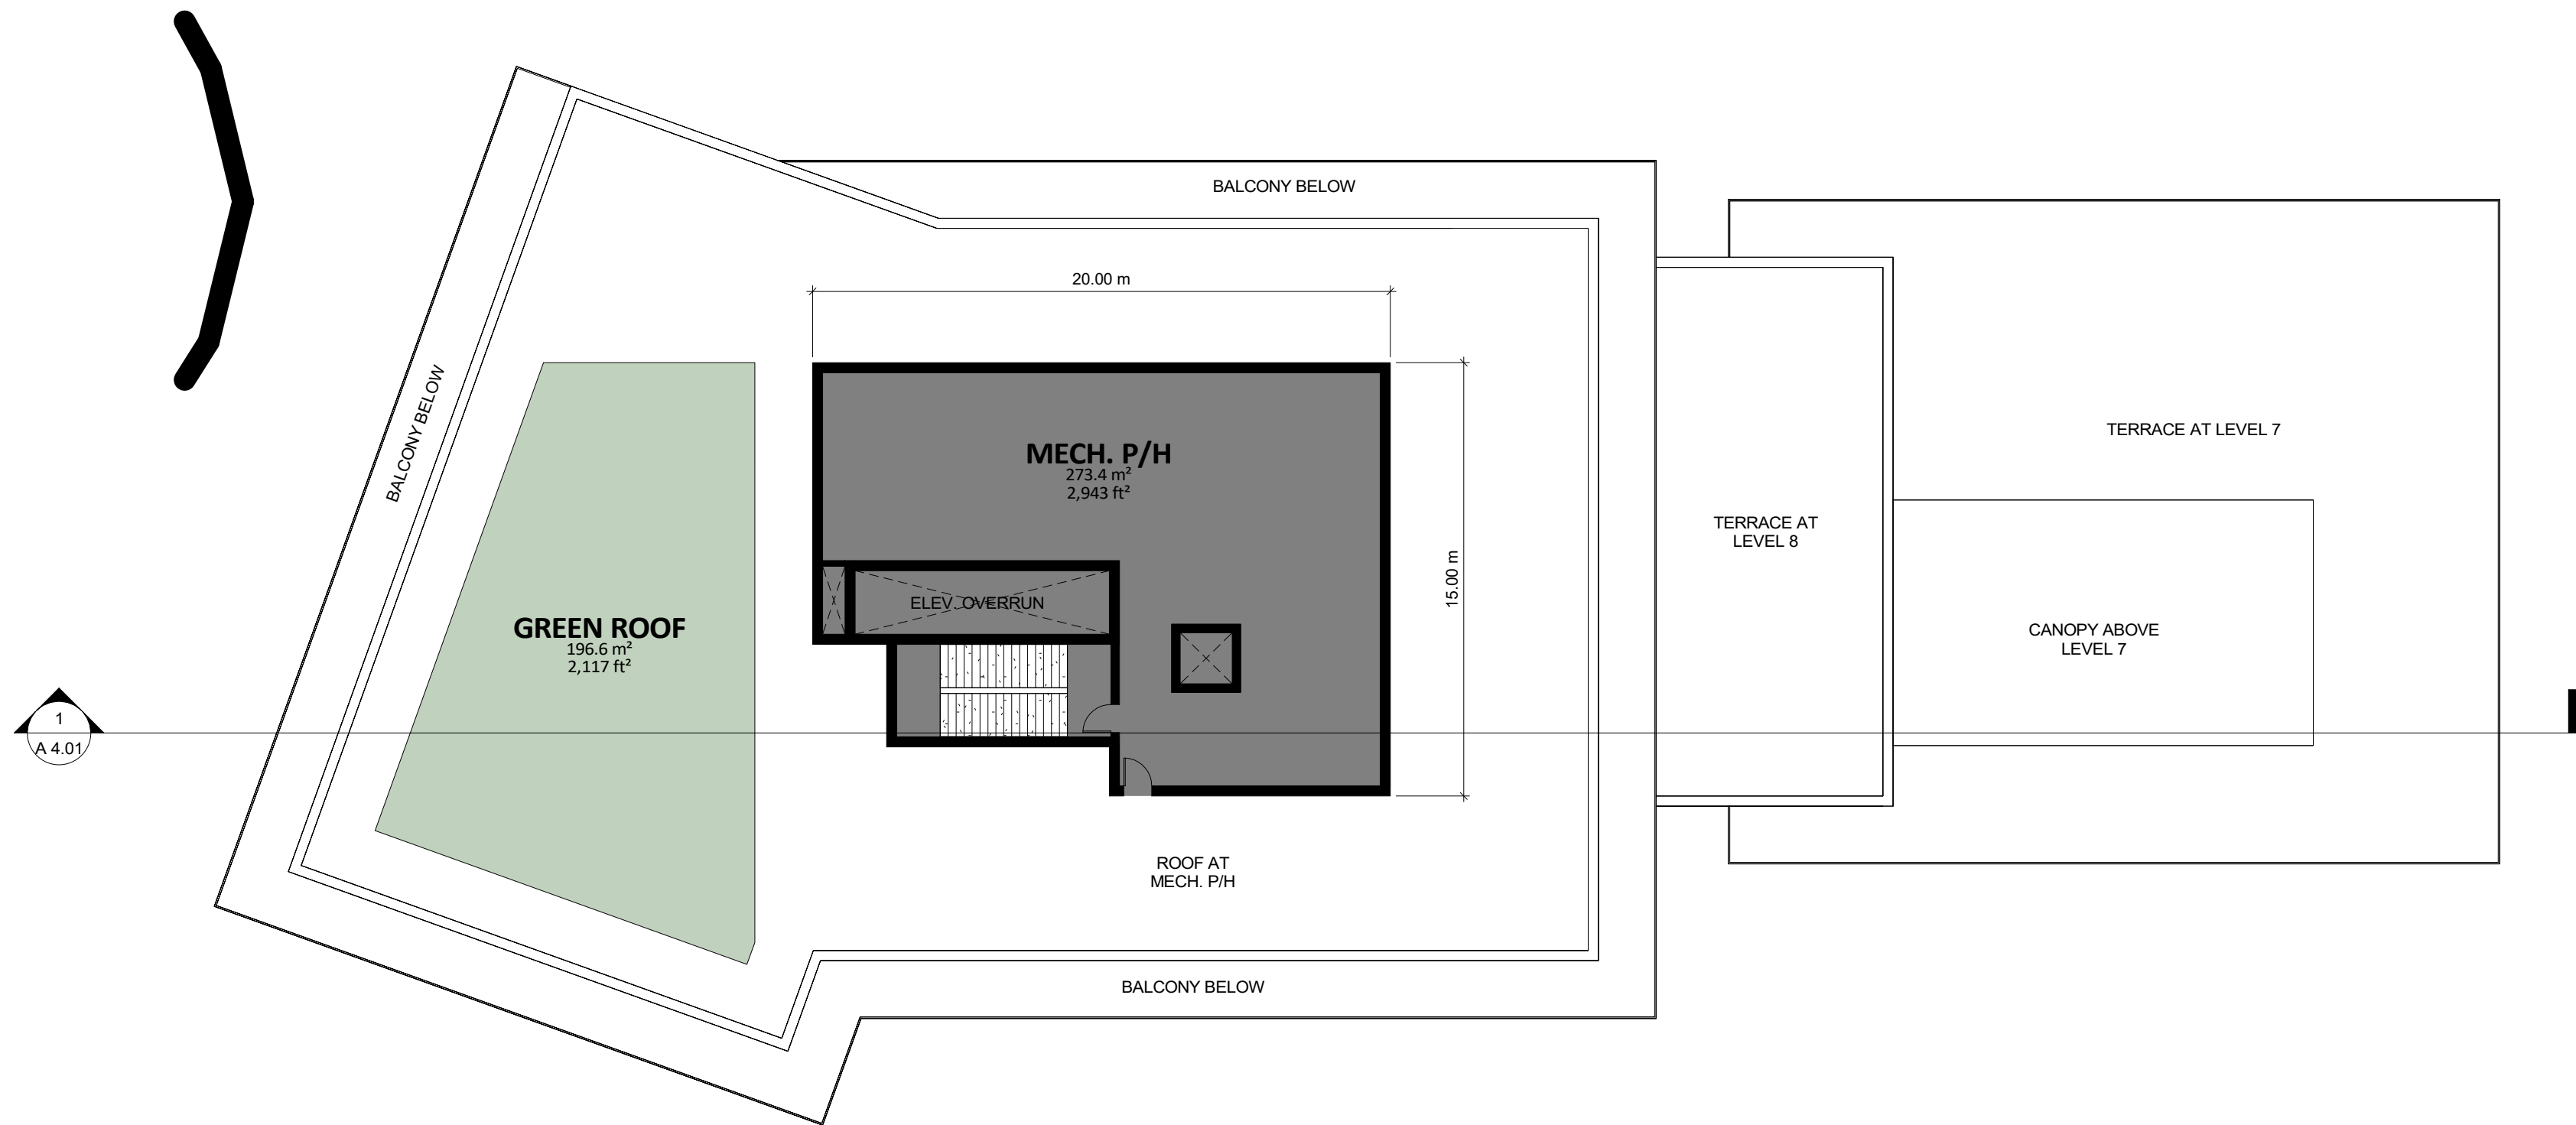 BALCONY BELOW
20.00 m
BALCONY BELOW
MECH. P/H
273.4 m²
2,943 ft²
TERRACE AT LEVEL 7
TERRACE AT
LEVEL 8
15.00 m
ELEV. OVERRUN
GREEN ROOF
196.6 m²
2,117 ft²
CANOPY ABOVE
LEVEL 7
1
A 4.01
ROOF AT
MECH. P/H
BALCONY BELOW